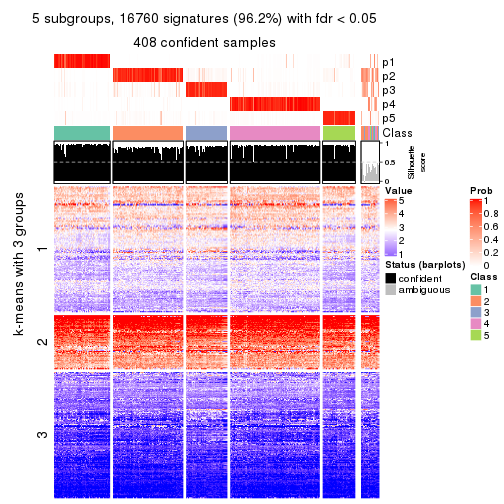 5 subgroups, 16760 signatures (96.2%) with fdr < 0.05
408 confident samples
p1
p2
p3
p4
p5
Class
1
0.5
0
Silhouette
score
k-means with 3 groups
1
2
3
Value
5
4
3
2
1
Status (barplots)
confident
ambiguous
Prob
1
0.8
0.6
0.4
0.2
0
Class
1
2
3
4
5